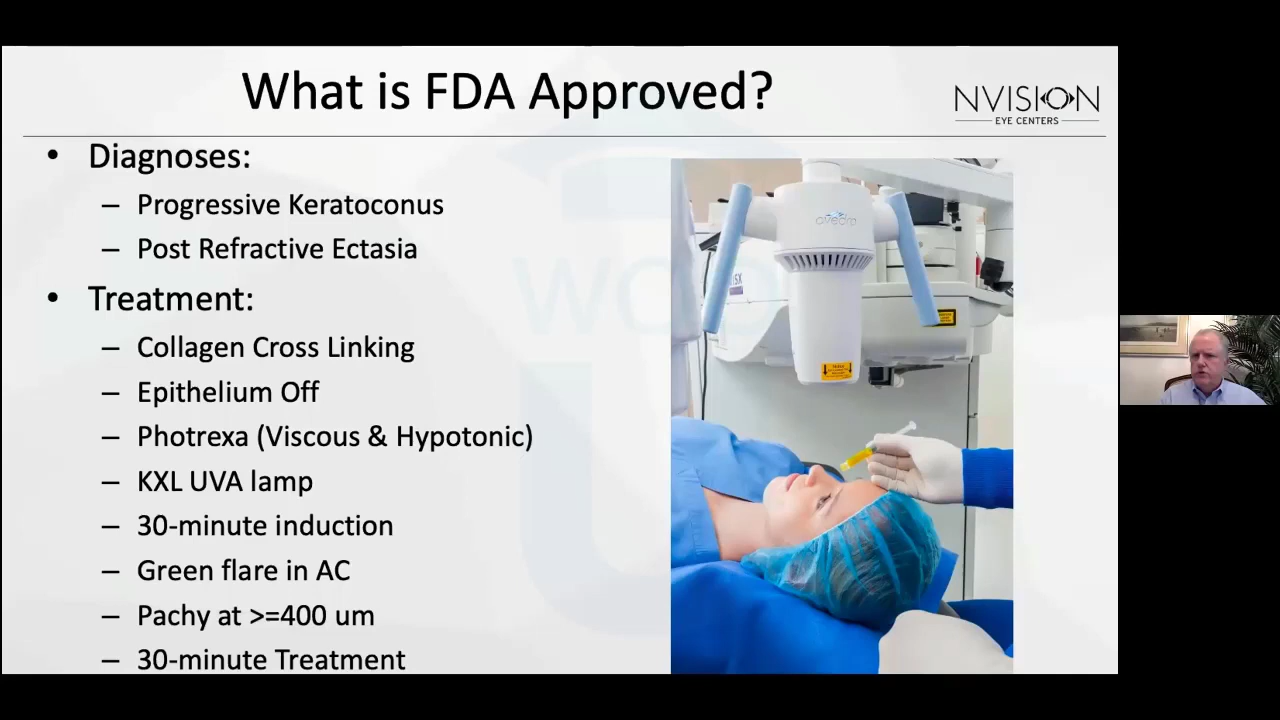 What is FDA Approved?
NVISION
EYE CENTERS
• Diagnoses:
– Progressive Keratoconus
– Post Refractive Ectasia
• Treatment:
– Collagen Cross Linking
– Epithelium Off
– Photrexa (Viscous & Hypotonic)
– KXL UVA lamp
– 30-minute induction
– Green flare in AC
– Pachy at >=400 um
– 30-minute Treatment
avedro